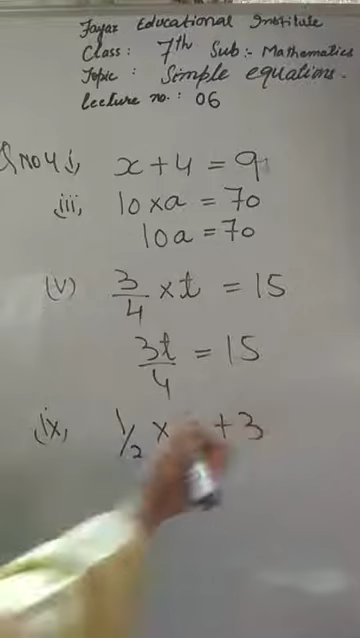 Jayaz Educational Institute
Class: 7th Sub:- Mathematics
Topic: Simple equations.
Lecture no.: 06
Q No 4 i, x + 4 = 9
iii, 10 x a = 70
10a = 70
(v) 3/4 x t = 15
3t/4 = 15
ix, 1/2 x + 3